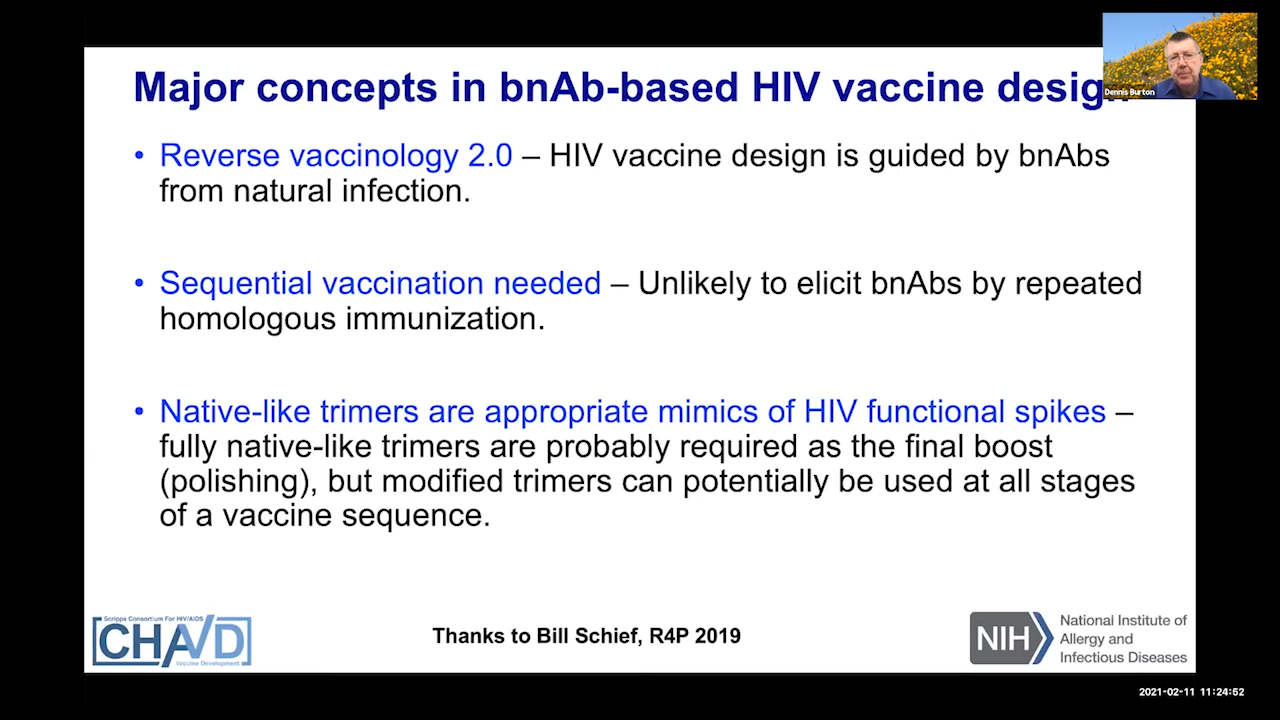 Major concepts in bnAb-based HIV vaccine design
Dennis Burton
• Reverse vaccinology 2.0 – HIV vaccine design is guided by bnAbs
from natural infection.
• Sequential vaccination needed – Unlikely to elicit bnAbs by repeated
homologous immunization.
• Native-like trimers are appropriate mimics of HIV functional spikes –
fully native-like trimers are probably required as the final boost
(polishing), but modified trimers can potentially be used at all stages
of a vaccine sequence.
Scripps Consortium For HIV/AIDS
CHAVD
Vaccine Development
Thanks to Bill Schief, R4P 2019
NIH
National Institute of
Allergy and
Infectious Diseases
2021-02-11 11:24:52